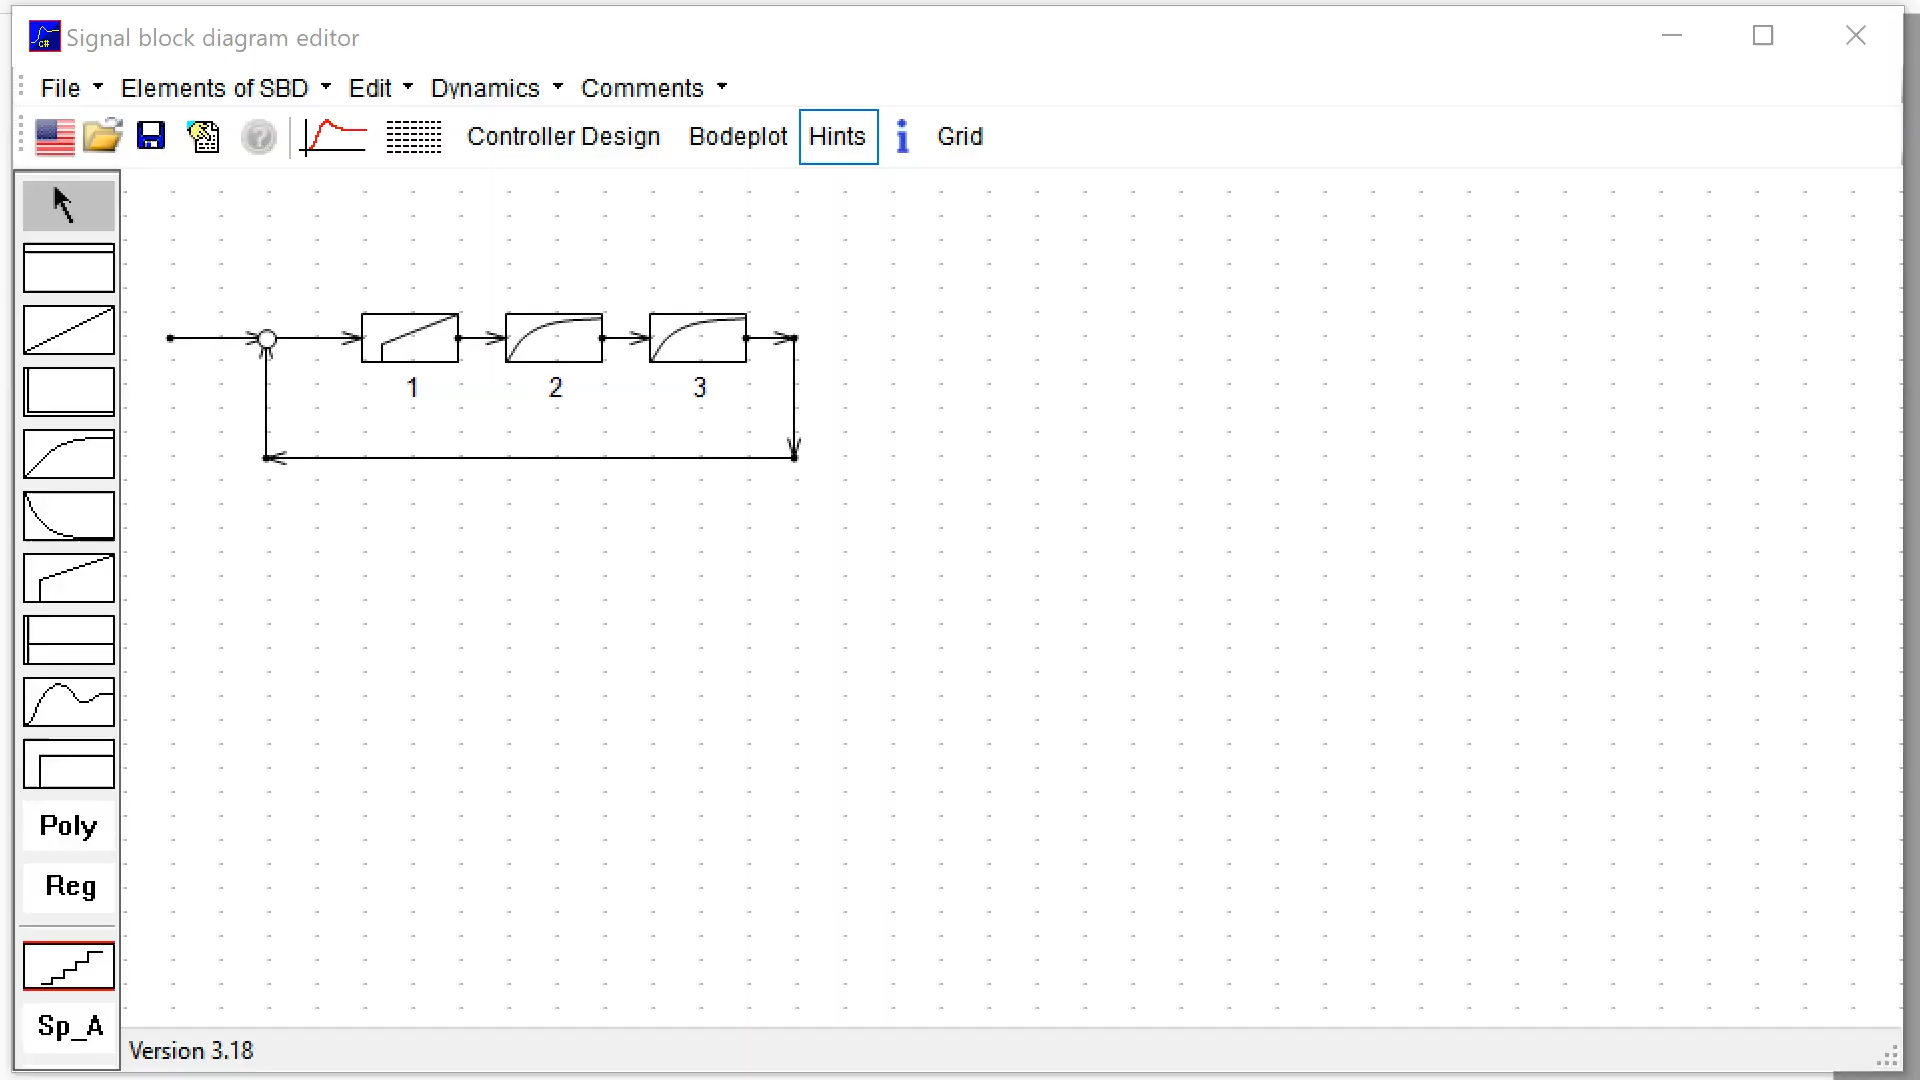 Signal block diagram editor
File Elements of SBD Edit Dynamics Comments
Controller Design Bodeplot Hints Grid
1 2 3
Poly
Reg
Sp_A
Version 3.18